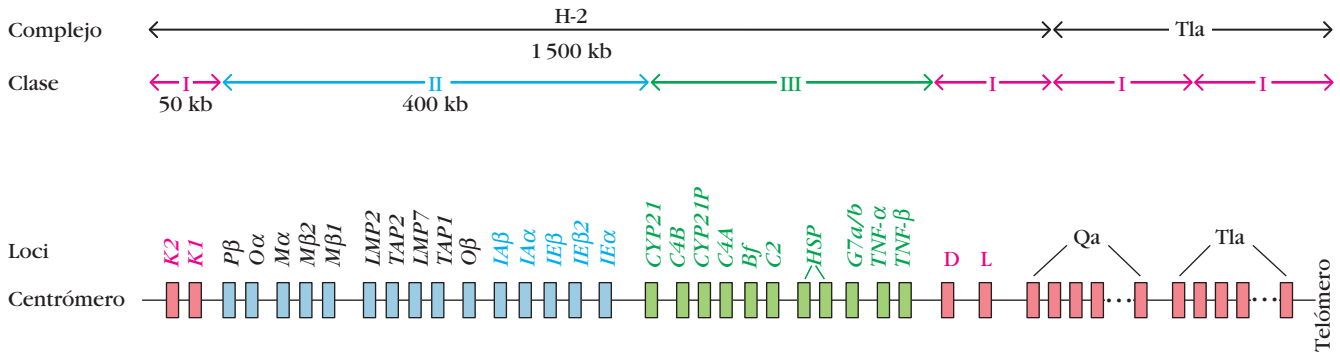 Complejo H-2 Tla
1 500 kb
Clase I II III I I I
50 kb 400 kb
Loci K2 K1 Pβ Oα Mα Mβ2 Mβ1 LMP2 TAP2 LMP7 TAP1 Oβ IAβ IAα IEβ IEβ2 IEα CYP21 C4B CYP21P C4A Bf C2 >HSP G7a/b TNF-α TNF-β D L Qa Tla
Centrómero Telómero